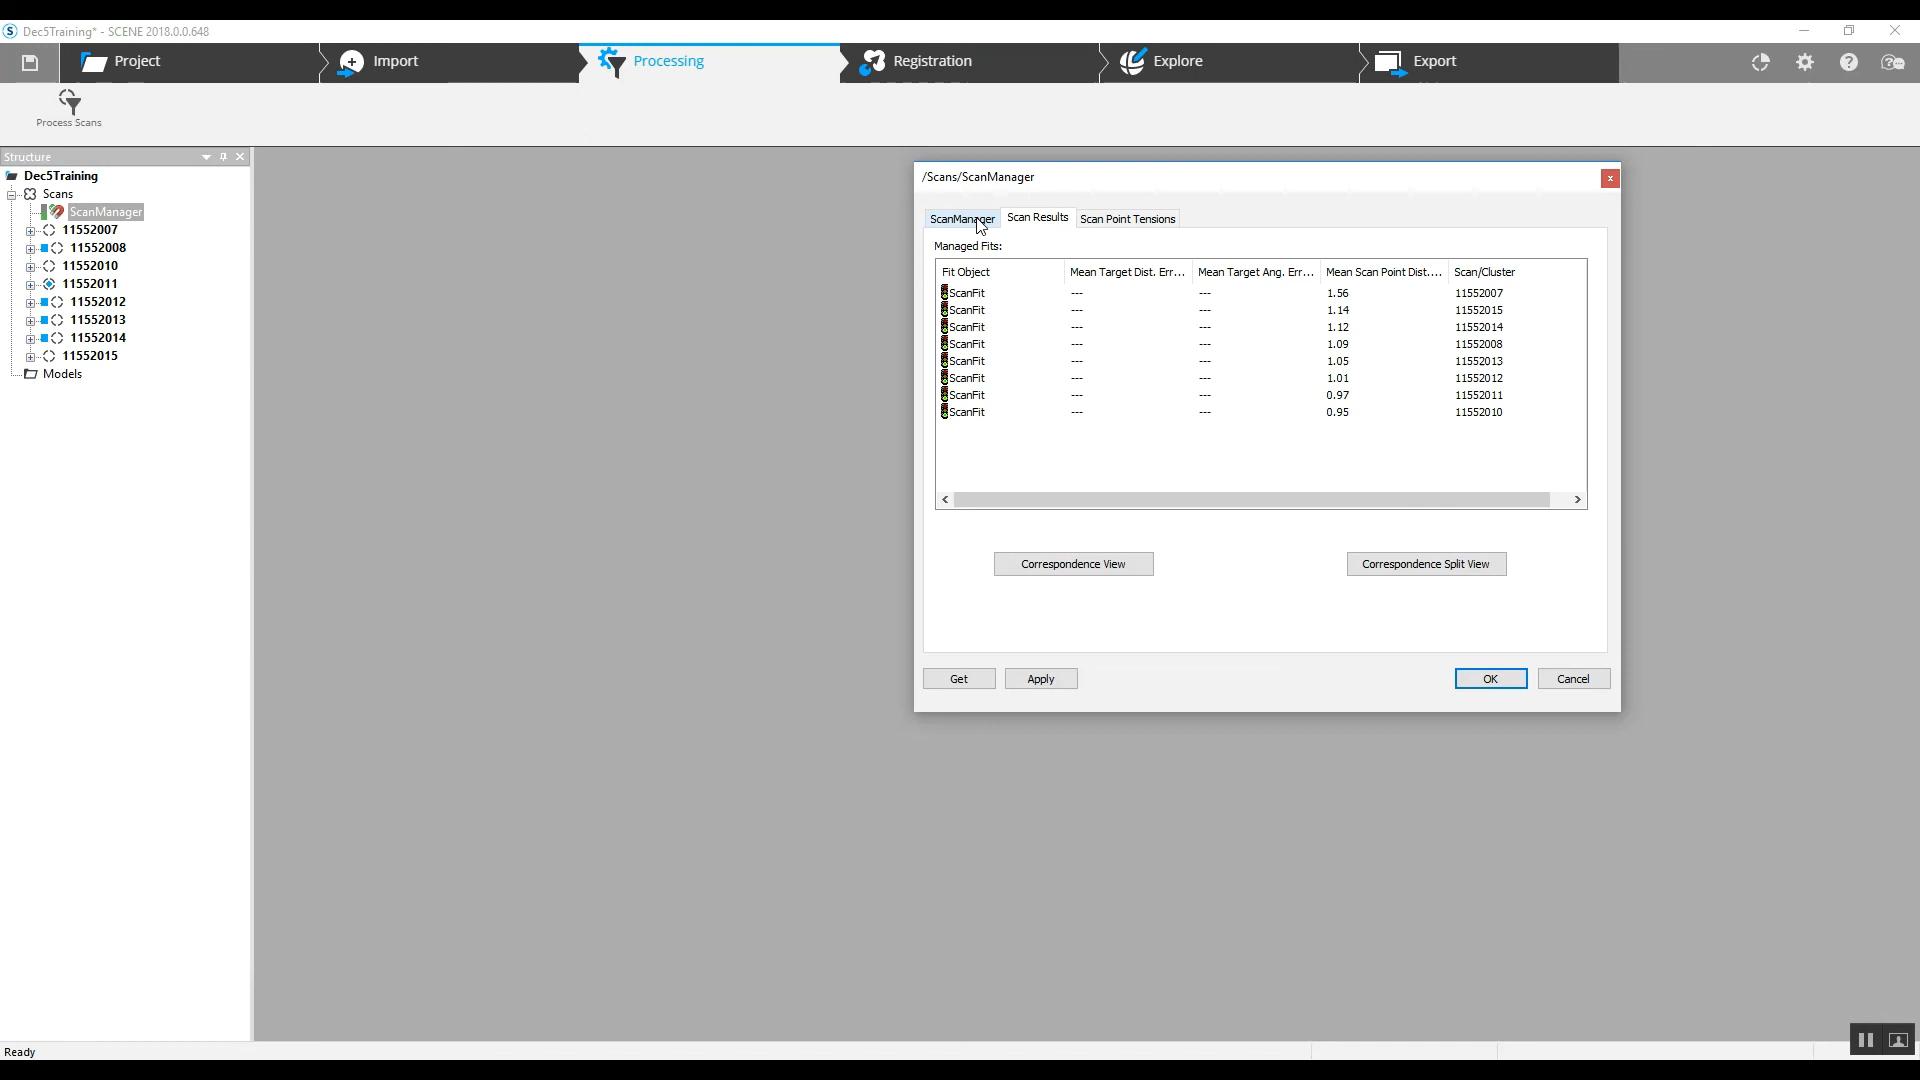 S Dec5Training* - SCENE 2018.0.0.648
Project
Import
Processing
Registration
Explore
Export
Process Scans
Structure
Dec5Training
Scans
ScanManager
11552007
11552008
11552010
11552011
11552012
11552013
11552014
11552015
Models
/Scans/ScanManager
ScanManager Scan Results Scan Point Tensions
Managed Fits:
Fit Object Mean Target Dist. Err... Mean Target Ang. Err... Mean Scan Point Dist.... Scan/Cluster
ScanFit --- --- 1.56 11552007
ScanFit --- --- 1.14 11552015
ScanFit --- --- 1.12 11552014
ScanFit --- --- 1.09 11552008
ScanFit --- --- 1.05 11552013
ScanFit --- --- 1.01 11552012
ScanFit --- --- 0.97 11552011
ScanFit --- --- 0.95 11552010
Correspondence View Correspondence Split View
Get Apply OK Cancel
Ready